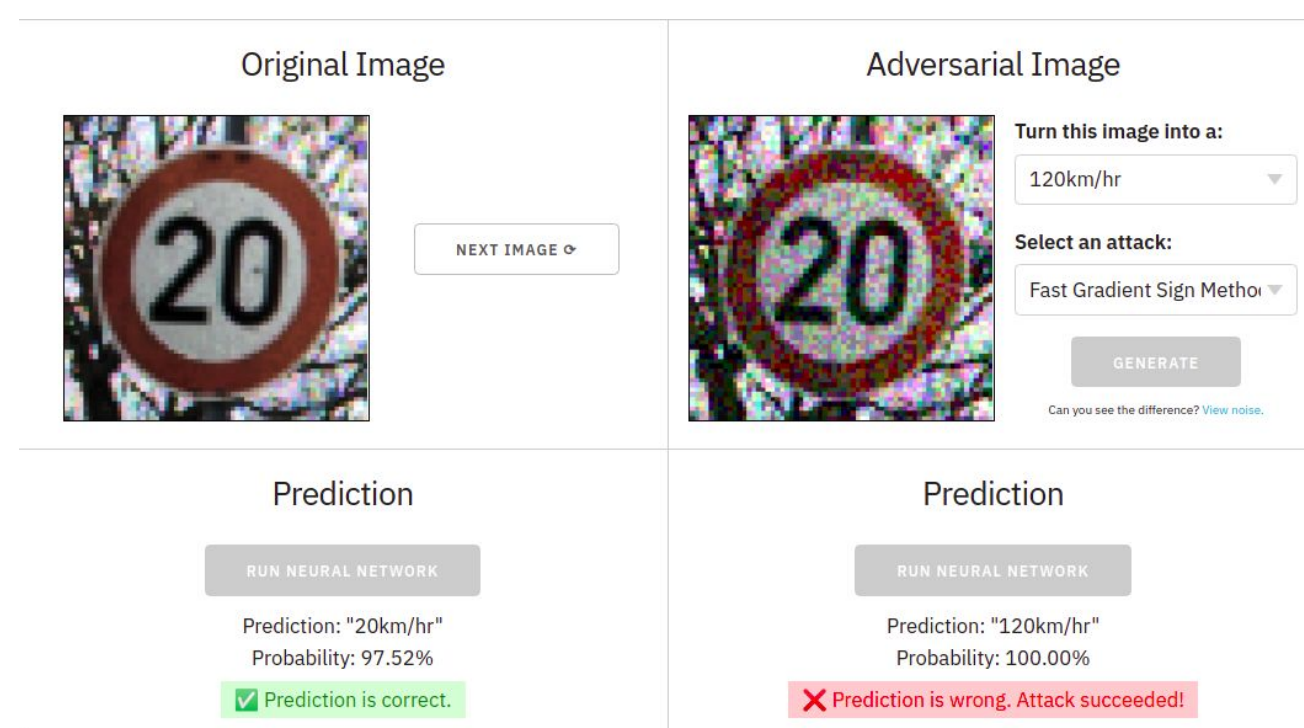 Original Image
20
NEXT IMAGE ⟳
Adversarial Image
20
Turn this image into a:
120km/hr
Select an attack:
Fast Gradient Sign Metho
GENERATE
Can you see the difference? View noise.
Prediction
RUN NEURAL NETWORK
Prediction: "20km/hr"
Probability: 97.52%
✅ Prediction is correct.
Prediction
RUN NEURAL NETWORK
Prediction: "120km/hr"
Probability: 100.00%
❌ Prediction is wrong. Attack succeeded!